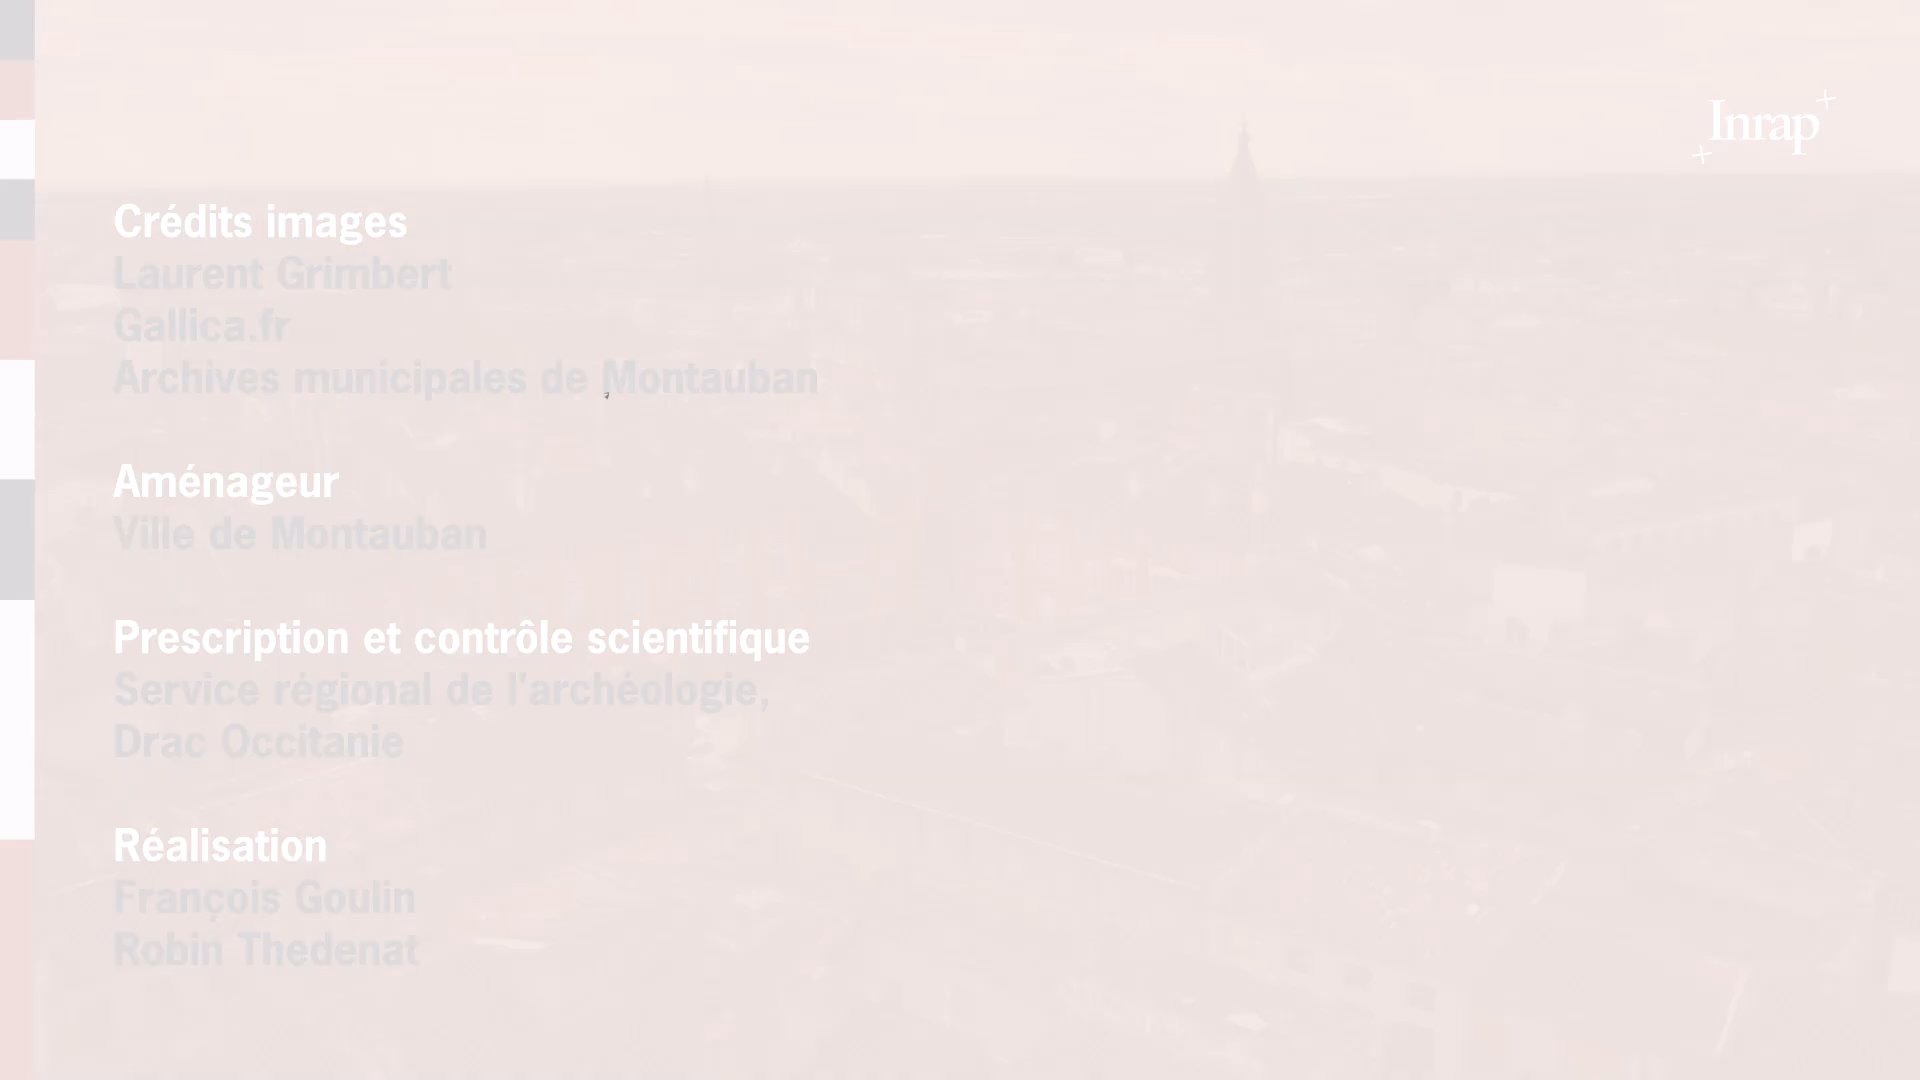 Inrap
Crédits images
Laurent Grimbert
Gallica.fr
Archives municipales de Montauban
Aménageur
Ville de Montauban
Prescription et contrôle scientifique
Service régional de l'archéologie,
Drac Occitanie
Réalisation
François Goulin
Robin Thedenat